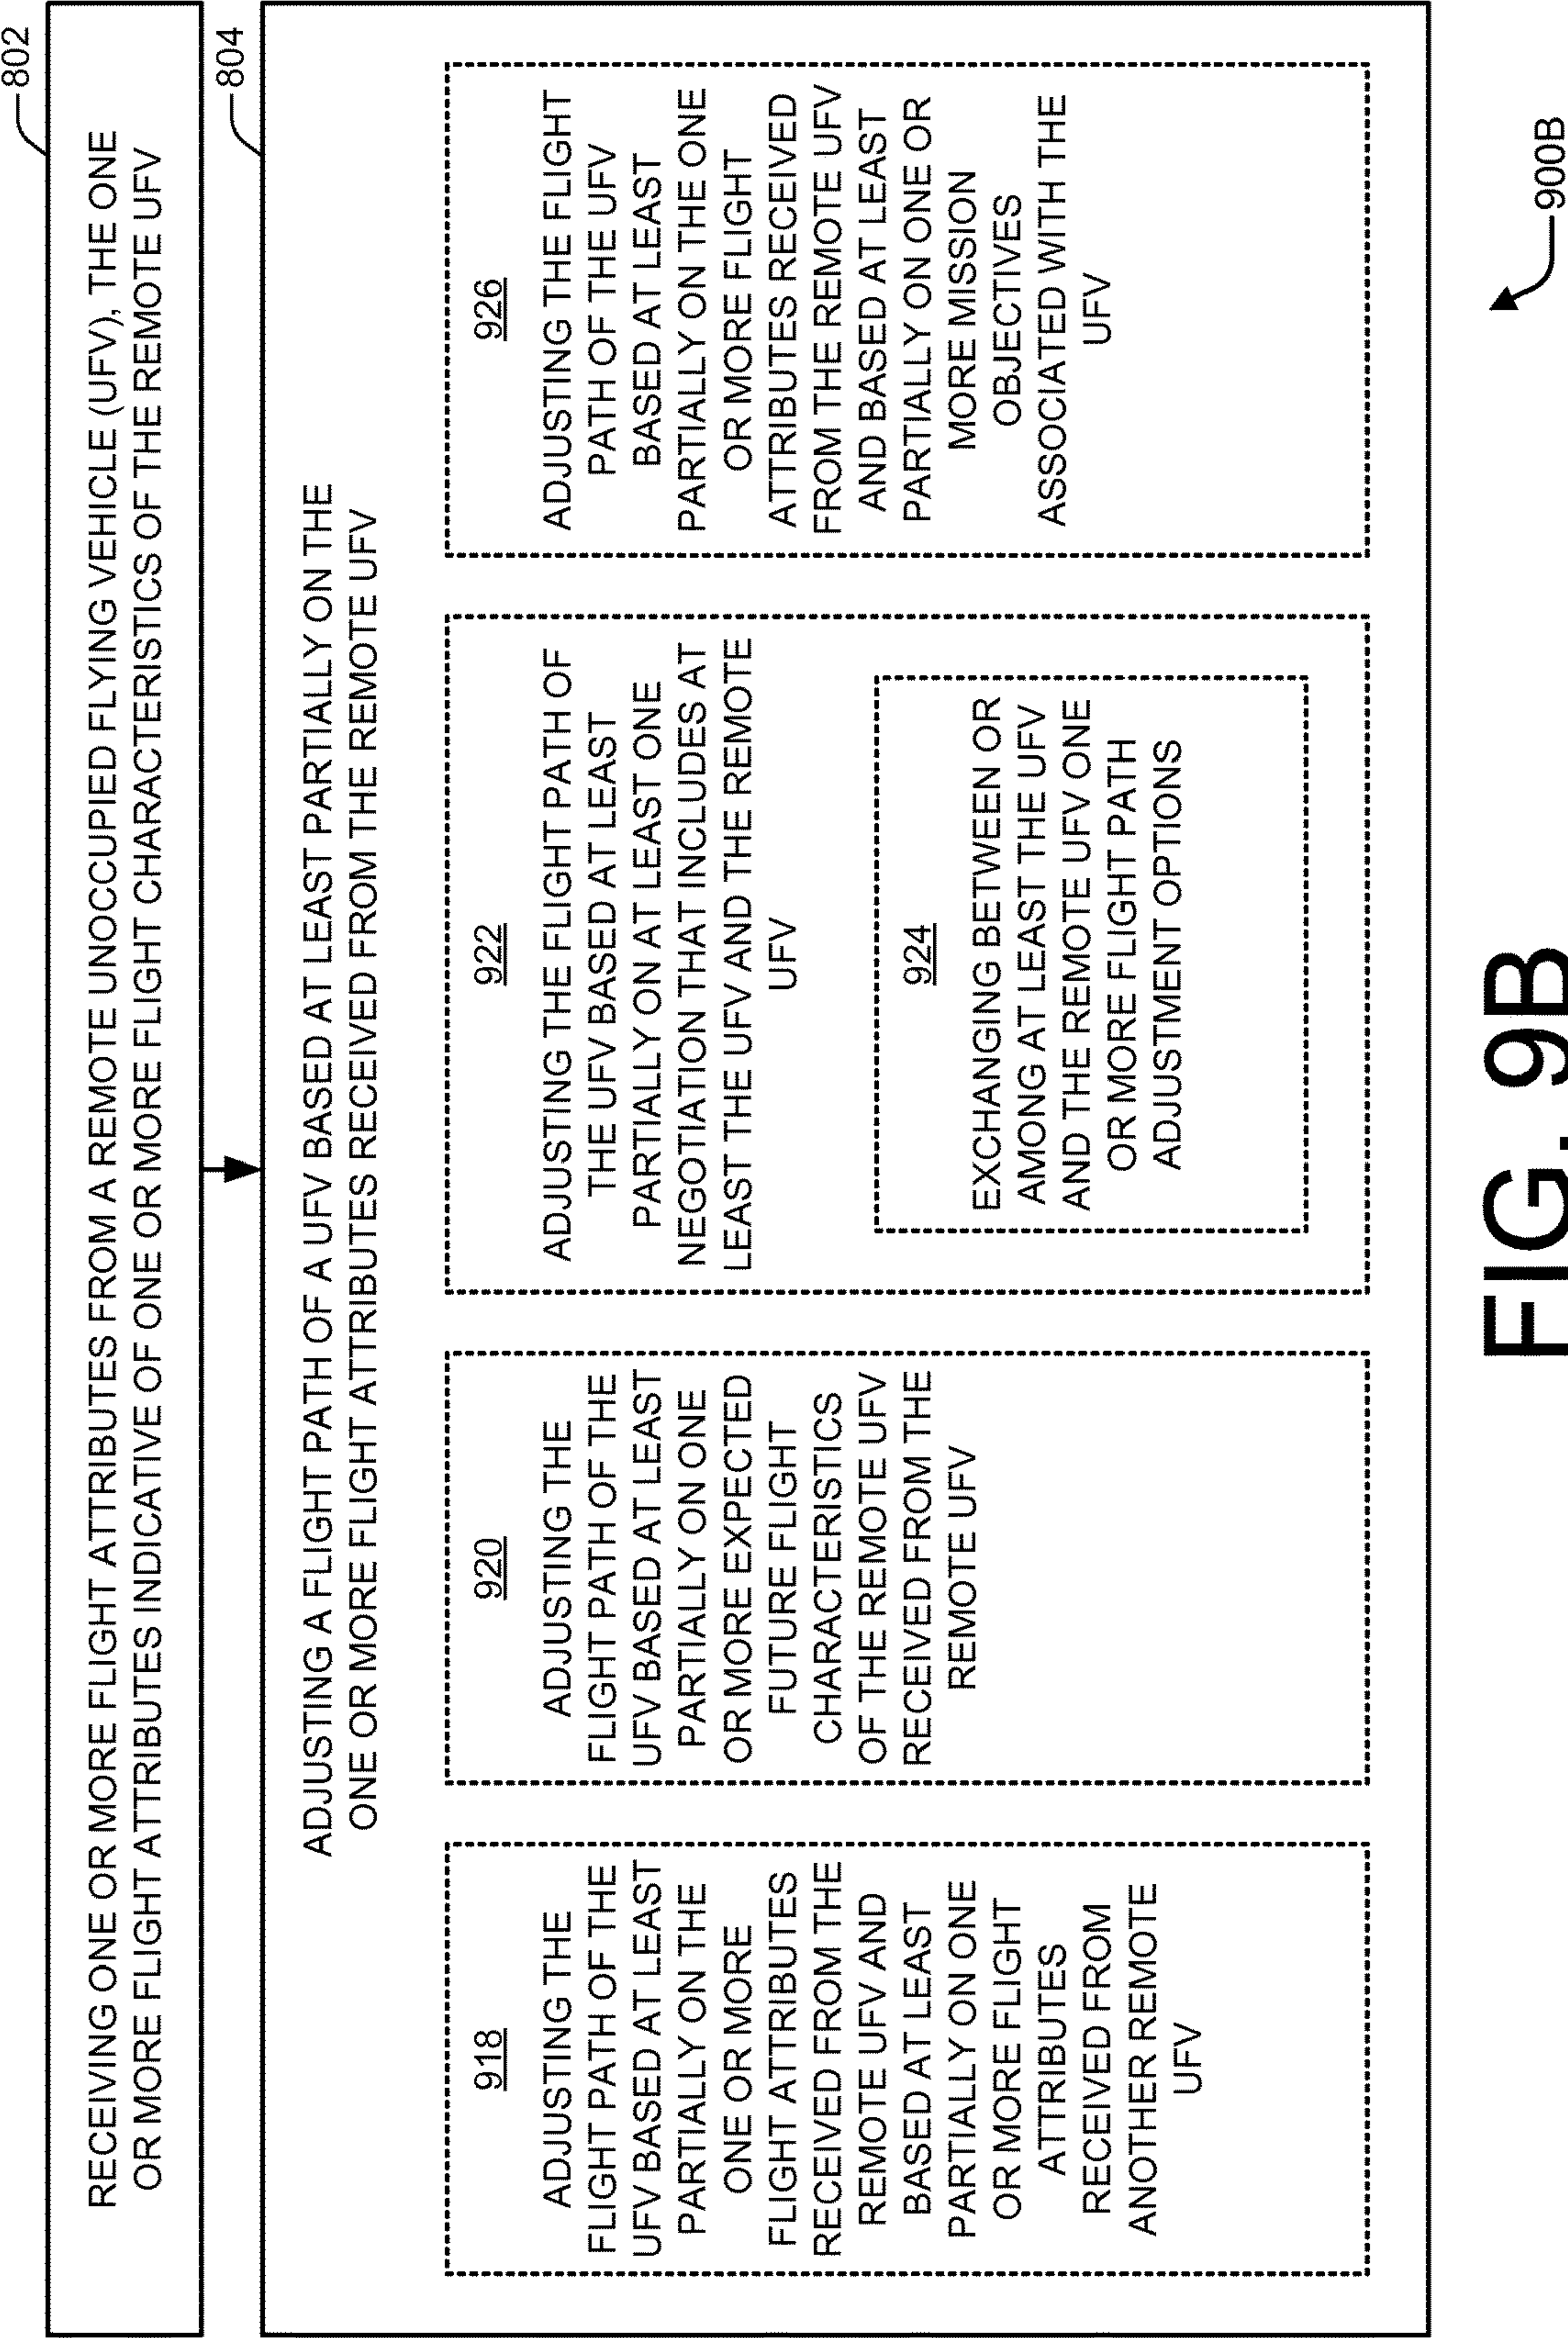 802
RECEIVING ONE OR MORE FLIGHT ATTRIBUTES FROM A REMOTE UNOCCUPIED FLYING VEHICLE (UFV), THE ONE
OR MORE FLIGHT ATTRIBUTES INDICATIVE OF ONE OR MORE FLIGHT CHARACTERISTICS OF THE REMOTE UFV
804
ADJUSTING A FLIGHT PATH OF A UFV BASED AT LEAST PARTIALLY ON THE
ONE OR MORE FLIGHT ATTRIBUTES RECEIVED FROM THE REMOTE UFV
918
ADJUSTING THE
FLIGHT PATH OF THE
UFV BASED AT LEAST
PARTIALLY ON THE
ONE OR MORE
FLIGHT ATTRIBUTES
RECEIVED FROM THE
REMOTE UFV AND
BASED AT LEAST
PARTIALLY ON ONE
OR MORE FLIGHT
ATTRIBUTES
RECEIVED FROM
ANOTHER REMOTE
UFV
920
ADJUSTING THE
FLIGHT PATH OF THE
UFV BASED AT LEAST
PARTIALLY ON ONE
OR MORE EXPECTED
FUTURE FLIGHT
CHARACTERISTICS
OF THE REMOTE UFV
RECEIVED FROM THE
REMOTE UFV
922
ADJUSTING THE FLIGHT PATH OF
THE UFV BASED AT LEAST
PARTIALLY ON AT LEAST ONE
NEGOTIATION THAT INCLUDES AT
LEAST THE UFV AND THE REMOTE
UFV
924
EXCHANGING BETWEEN OR
AMONG AT LEAST THE UFV
AND THE REMOTE UFV ONE
OR MORE FLIGHT PATH
ADJUSTMENT OPTIONS
926
ADJUSTING THE FLIGHT
PATH OF THE UFV
BASED AT LEAST
PARTIALLY ON THE ONE
OR MORE FLIGHT
ATTRIBUTES RECEIVED
FROM THE REMOTE UFV
AND BASED AT LEAST
PARTIALLY ON ONE OR
MORE MISSION
OBJECTIVES
ASSOCIATED WITH THE
UFV
900B
FIG. 9B